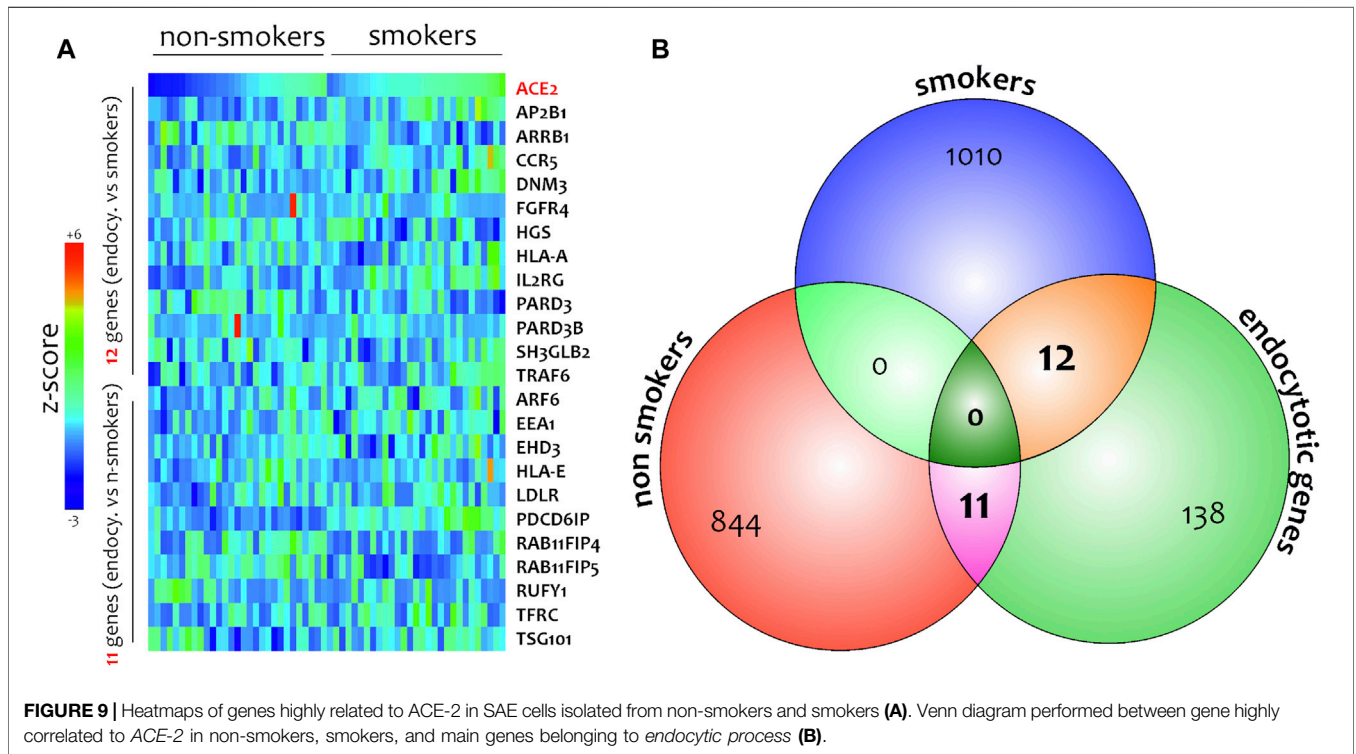 A
non-smokers
smokers
12 genes (endocy. vs smokers)
11 genes (endocy. vs n-smokers)
z-score
+6
-3
ACE2
AP2B1
ARRB1
CCR5
DNM3
FGFR4
HGS
HLA-A
IL2RG
PARD3
PARD3B
SH3GLB2
TRAF6
ARF6
EEA1
EHD3
HLA-E
LDLR
PDCD6IP
RAB11FIP4
RAB11FIP5
RUFY1
TFRC
TSG101
B
smokers
non smokers
endocytotic genes
1010
0
12
0
11
844
138
FIGURE 9 | Heatmaps of genes highly related to ACE-2 in SAE cells isolated from non-smokers and smokers (A). Venn diagram performed between gene highly
correlated to ACE-2 in non-smokers, smokers, and main genes belonging to endocytic process (B).